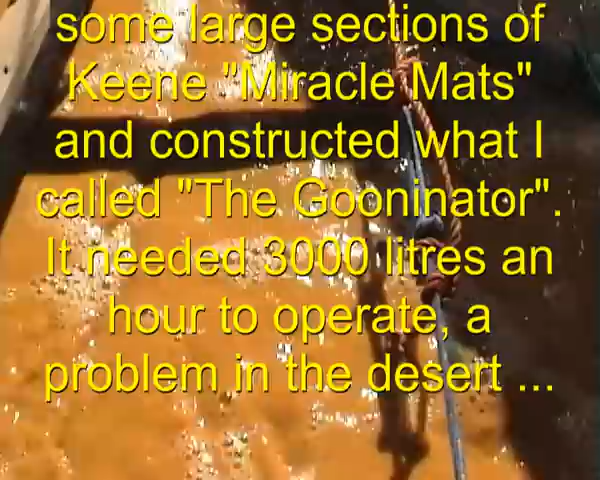 some large sections of
Keene "Miracle Mats"
and constructed what I
called "The Gooninator".
It needed 3000 litres an
hour to operate, a
problem in the desert ...